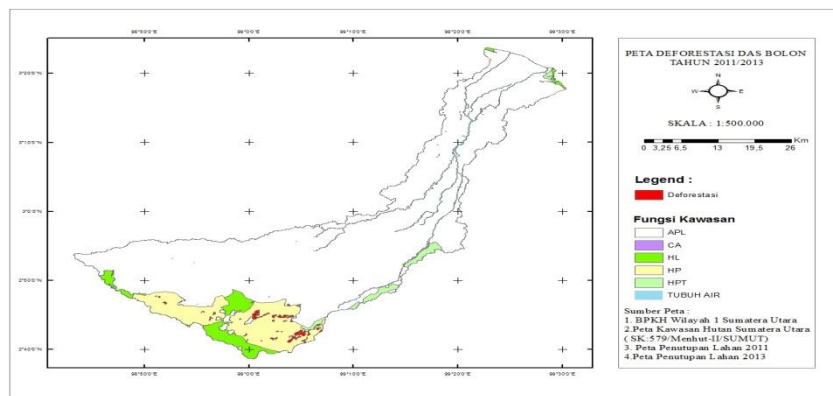 PETA DEFORESTASI DAS BOLON
TAHUN 2011/2013
N
W E
S
SKALA : 1:500.000
Km
0 3,25 6,5 13 19,5 26
Legend :
Deforestasi
Fungsi Kawasan
APL
CA
HL
HP
HPT
TUBUH AIR
Sumber Peta :
1. BPKH Wilayah 1 Sumatera Utara
2.Peta Kawasan Hutan Sumatera Utara
( SK:579/Menhut-II/SUMUT)
3. Peta Penutupan Lahan 2011
4.Peta Penutupan Lahan 2013